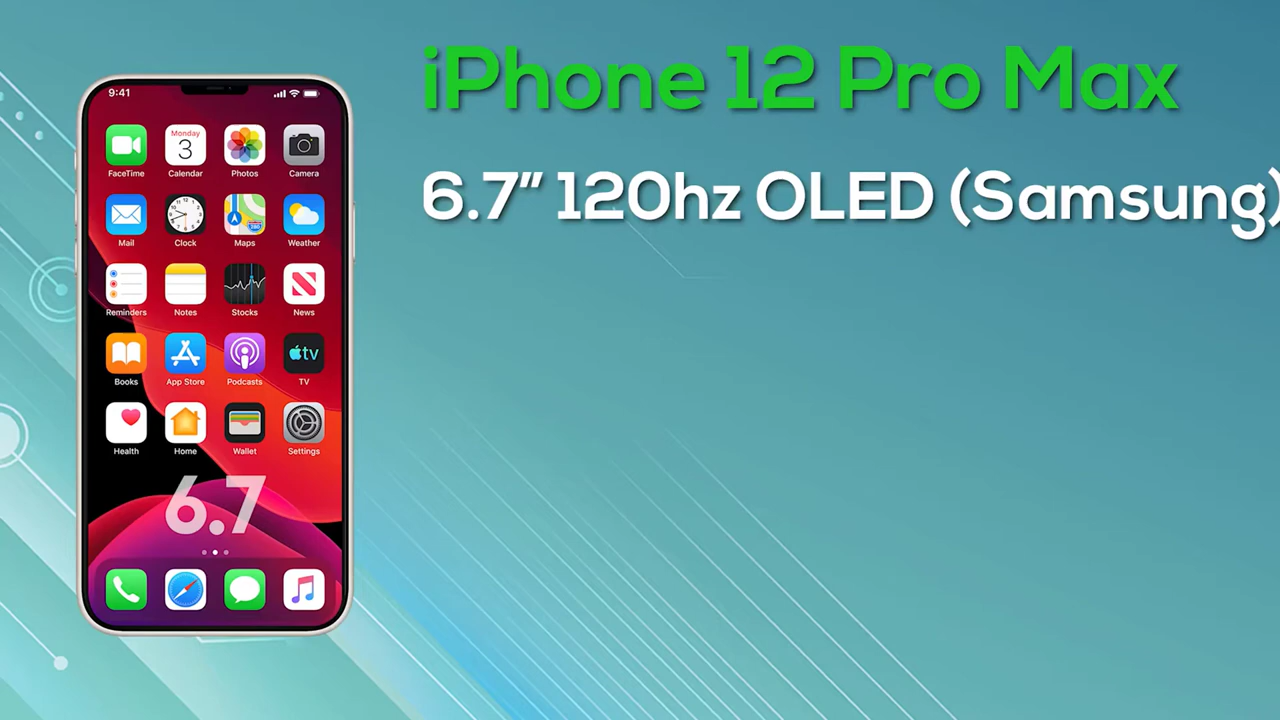 iPhone 12 Pro Max
6.7” 120hz OLED (Samsung)
9:41
Monday
3
FaceTime Calendar Photos Camera
Mail Clock Maps Weather
Reminders Notes Stocks News
tv
Books App Store Podcasts TV
Health Home Wallet Settings
6.7